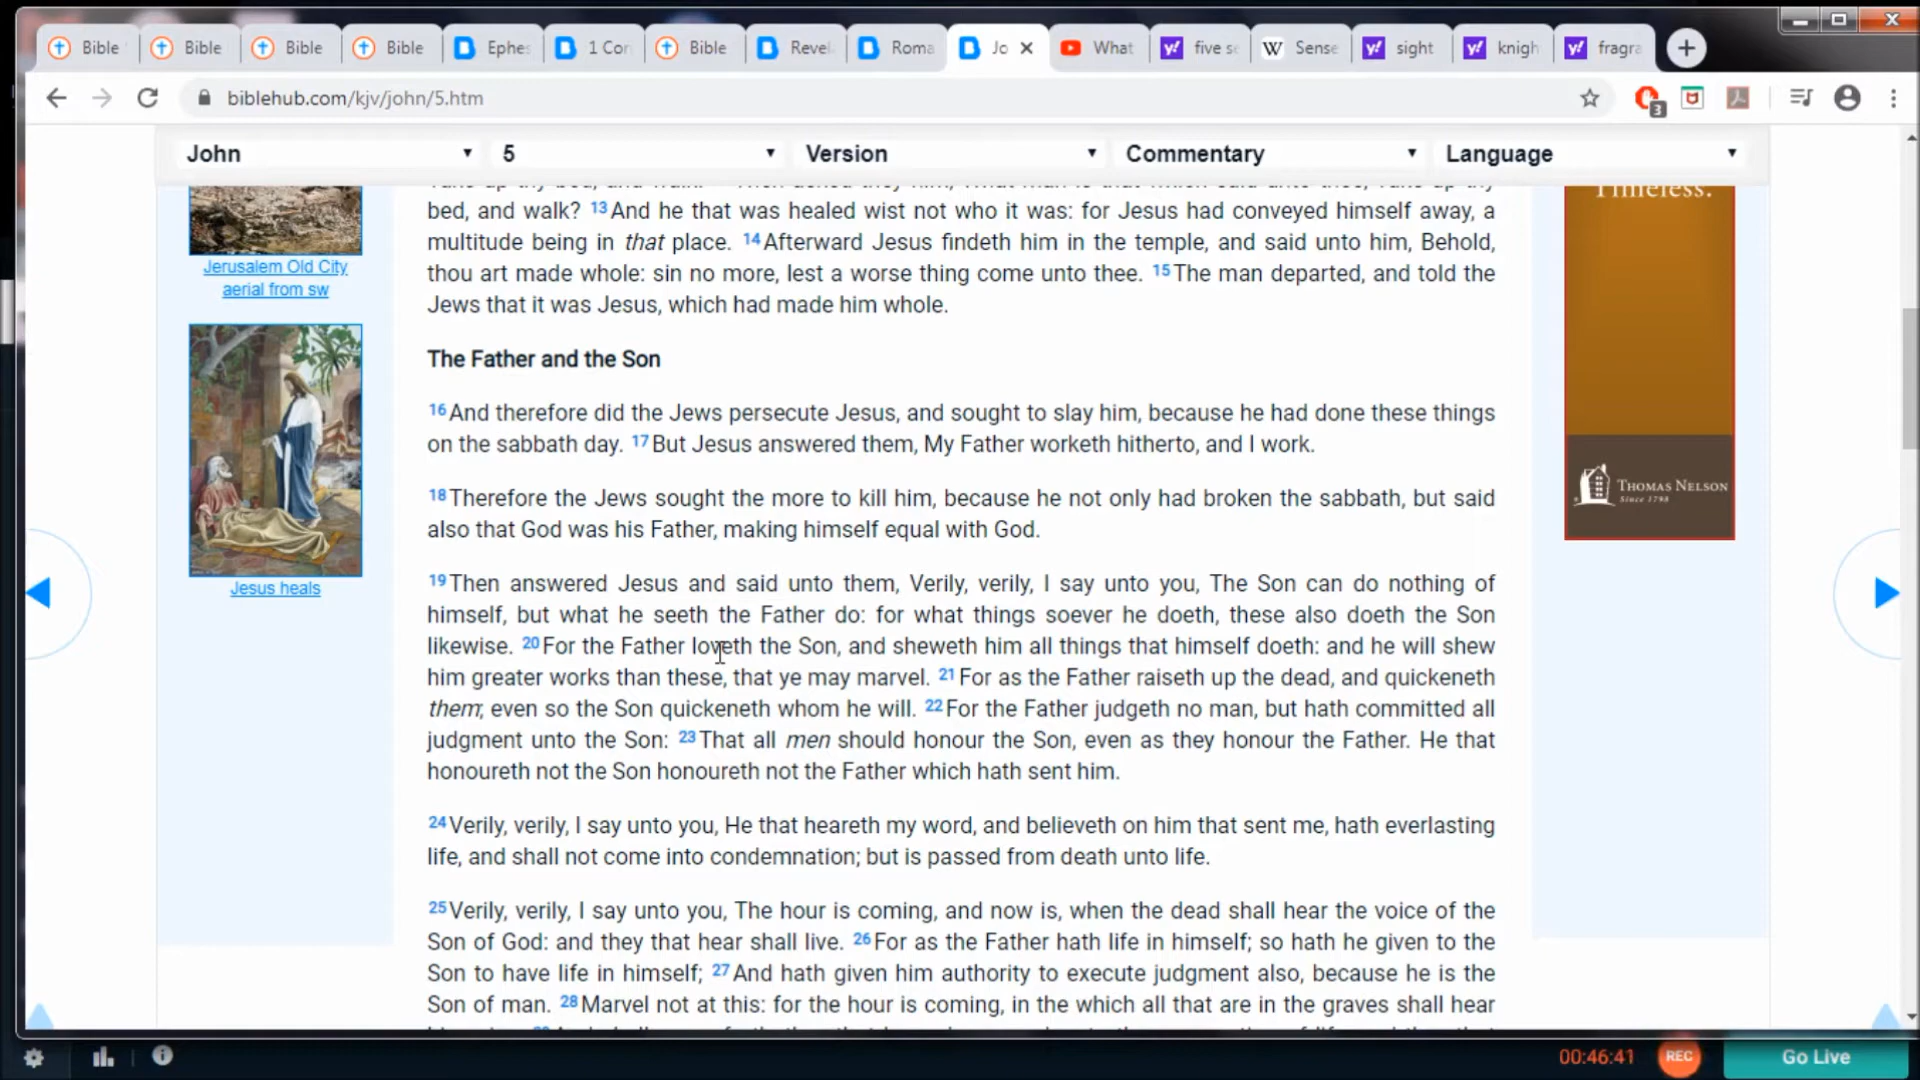 Bible
Bible
Bible
Bible
Ephes
1 Cor
Bible
Revel
Roma
Jo
What
five se
Sense
sight
knigh
fragra
biblehub.com/kjv/john/5.htm
3
John
5
Version
Commentary
Language
bed, and walk? 13 And he that was healed wist not who it was: for Jesus had conveyed himself away, a
multitude being in that place. 14 Afterward Jesus findeth him in the temple, and said unto him, Behold,
thou art made whole: sin no more, lest a worse thing come unto thee. 15 The man departed, and told the
Jews that it was Jesus, which had made him whole.
The Father and the Son
16 And therefore did the Jews persecute Jesus, and sought to slay him, because he had done these things
on the sabbath day. 17 But Jesus answered them, My Father worketh hitherto, and I work.
18 Therefore the Jews sought the more to kill him, because he not only had broken the sabbath, but said
also that God was his Father, making himself equal with God.
19 Then answered Jesus and said unto them, Verily, verily, I say unto you, The Son can do nothing of
himself, but what he seeth the Father do: for what things soever he doeth, these also doeth the Son
likewise. 20 For the Father loveth the Son, and sheweth him all things that himself doeth: and he will shew
him greater works than these, that ye may marvel. 21 For as the Father raiseth up the dead, and quickeneth
them; even so the Son quickeneth whom he will. 22 For the Father judgeth no man, but hath committed all
judgment unto the Son: 23 That all men should honour the Son, even as they honour the Father. He that
honoureth not the Son honoureth not the Father which hath sent him.
24 Verily, verily, I say unto you, He that heareth my word, and believeth on him that sent me, hath everlasting
life, and shall not come into condemnation; but is passed from death unto life.
25 Verily, verily, I say unto you, The hour is coming, and now is, when the dead shall hear the voice of the
Son of God: and they that hear shall live. 26 For as the Father hath life in himself; so hath he given to the
Son to have life in himself; 27 And hath given him authority to execute judgment also, because he is the
Son of man. 28 Marvel not at this: for the hour is coming, in the which all that are in the graves shall hear
Jerusalem Old City
aerial from sw
Jesus heals
Timeless.
THOMAS NELSON
Since 1798
00:46:41
REC
Go Live